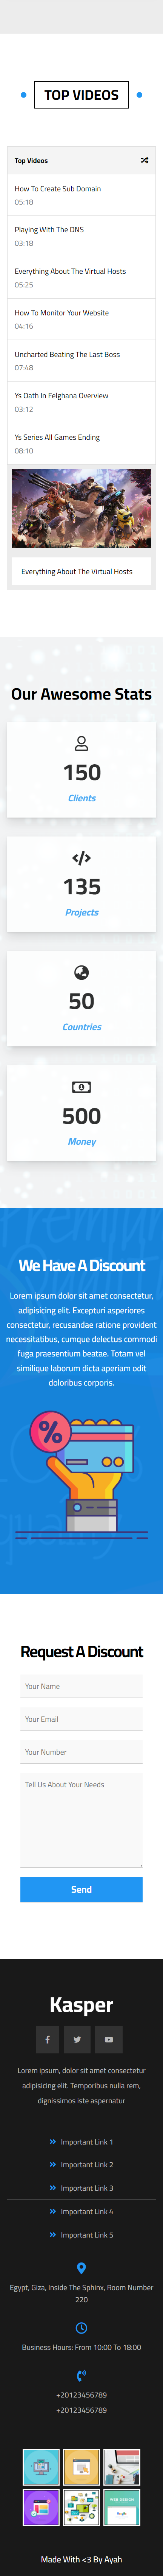 TOP VIDEOS
Top Videos
How To Create Sub Domain
05:18
Playing With The DNS
03:18
Everything About The Virtual Hosts
05:25
How To Monitor Your Website
04:16
Uncharted Beating The Last Boss
07:48
Ys Oath In Felghana Overview
03:12
Ys Series All Games Ending
08:10
Everything About The Virtual Hosts
Our Awesome Stats
150
Clients
135
Projects
50
Countries
500
Money
We Have A Discount
Lorem ipsum dolor sit amet consectetur,
adipisicing elit. Excepturi asperiores
consectetur, recusandae ratione provident
necessitatibus, cumque delectus commodi
fuga praesentium beatae. Totam vel
similique laborum dicta aperiam odit
doloribus corporis.
%
Request A Discount
Your Name
Your Email
Your Number
Tell Us About Your Needs
Send
Kasper
Lorem ipsum, dolor sit amet consectetur
adipisicing elit. Temporibus nulla rem,
dignissimos iste aspernatur
Important Link 1
Important Link 2
Important Link 3
Important Link 4
Important Link 5
Egypt, Giza, Inside The Sphinx, Room Number
220
Business Hours: From 10:00 To 18:00
+20123456789
+20123456789
WEB DESIGN
Made With <3 By Ayah